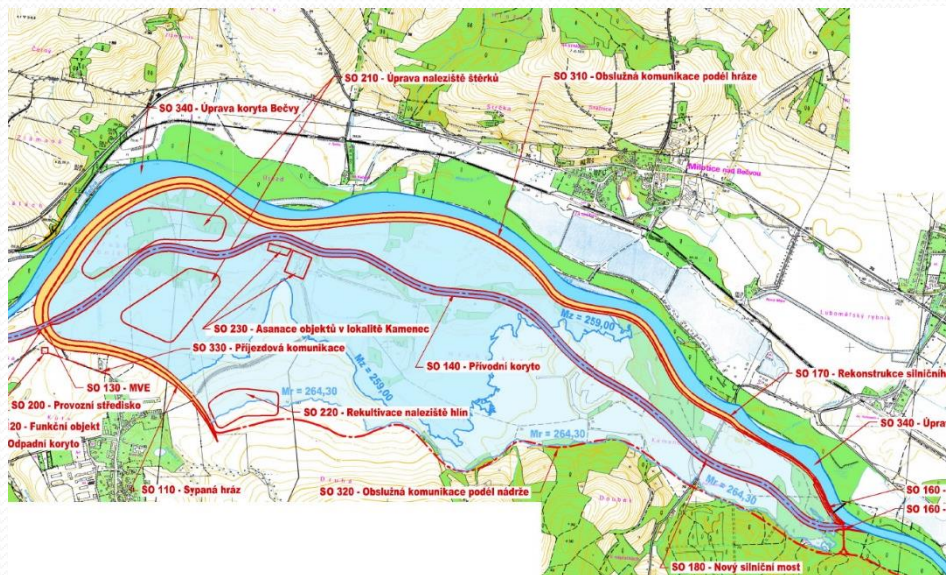 SO 210 - Úprava naleziště štěrků
SO 310 - Obslužná komunikace podél hráze
SO 340 - Úprava koryta Bečvy
Milotice nad Bečvou
SO 230 - Asanace objektů v lokalitě Kamenec
Mz = 259,00
SO 330 - Příjezdová komunikace
Mz = 259,00
SO 140 - Přívodní koryto
SO 130 - MVE
SO 170 - Rekonstrukce silničníh
Mr = 264,30
SO 200 - Provozní středisko
SO 220 - Rekultivace naleziště hlin
20 - Funkční objekt
SO 340 - Úprav
Odpadní koryto
Mr = 264,30
SO 110 - Sypaná hráz
SO 320 - Obslužná komunikace podél nádrže
Mr = 264,30
SO 160 -
SO 160 -
SO 180 - Nový silniční most